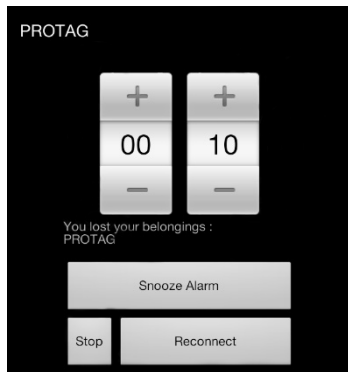 PROTAG
+ +
00 10
— —
You lost your belongings :
PROTAG
Snooze Alarm
Stop Reconnect